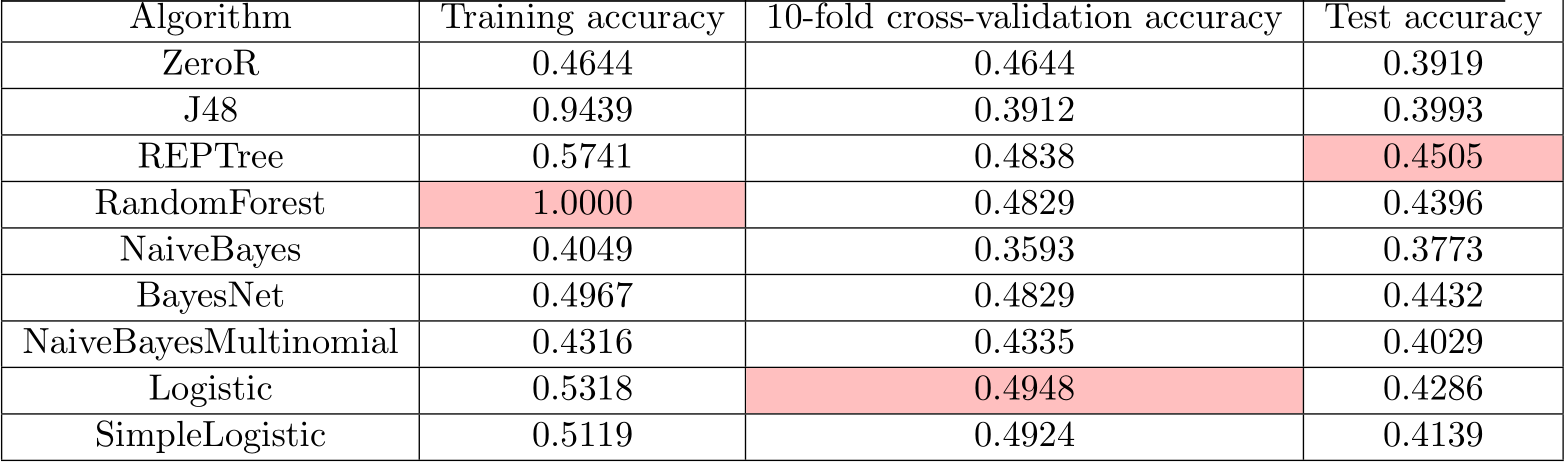 Algorithm Training accuracy 10-fold cross-validation accuracy Test accuracy
ZeroR 0.4644 0.4644 0.3919
J48 0.9439 0.3912 0.3993
REPTree 0.5741 0.4838 0.4505
RandomForest 1.0000 0.4829 0.4396
NaiveBayes 0.4049 0.3593 0.3773
BayesNet 0.4967 0.4829 0.4432
NaiveBayesMultinomial 0.4316 0.4335 0.4029
Logistic 0.5318 0.4948 0.4286
SimpleLogistic 0.5119 0.4924 0.4139